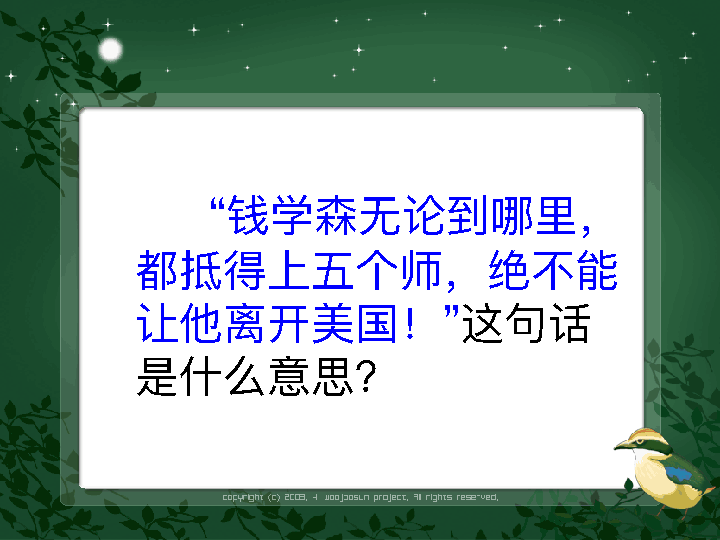 “钱学森无论到哪里,
都抵得上五个师，绝不能
让他离开美国！”这句话
是什么意思？
copyright (c) 2009. woojoosun project. All rights reserved.